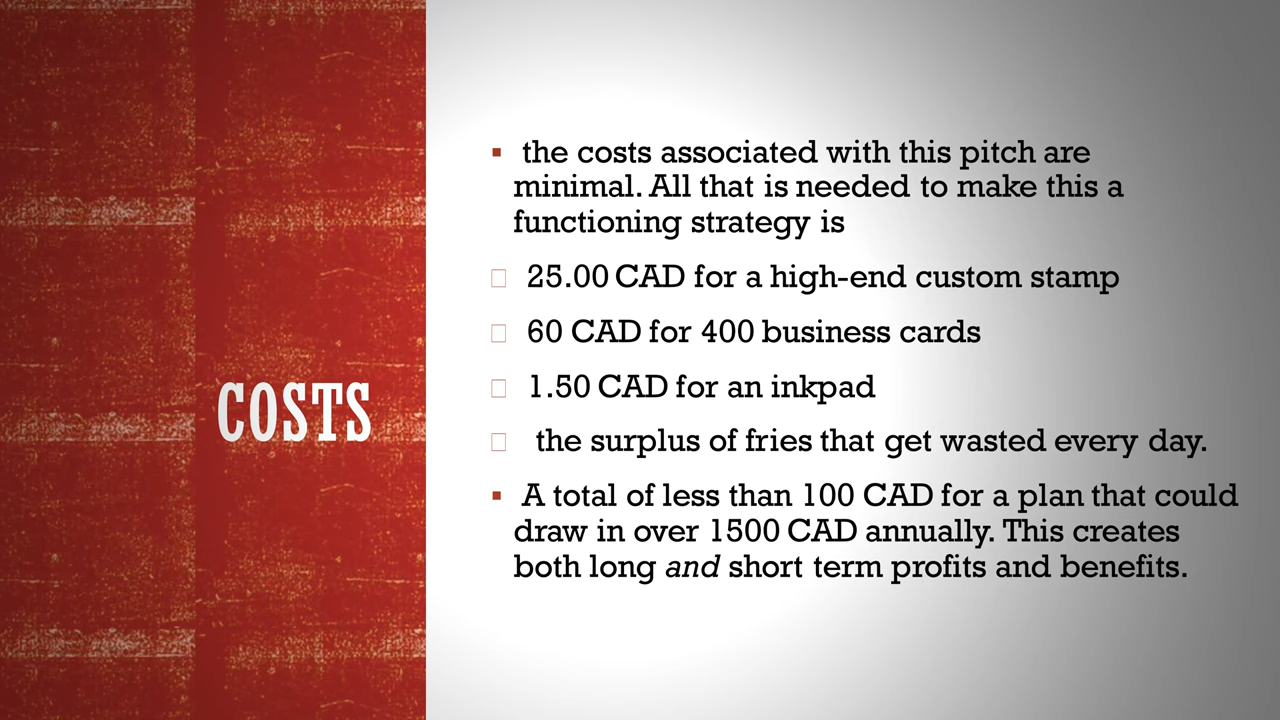 COSTS
▪ the costs associated with this pitch are
minimal. All that is needed to make this a
functioning strategy is
□ 25.00 CAD for a high-end custom stamp
□ 60 CAD for 400 business cards
□ 1.50 CAD for an inkpad
□ the surplus of fries that get wasted every day.
▪ A total of less than 100 CAD for a plan that could
draw in over 1500 CAD annually. This creates
both long and short term profits and benefits.